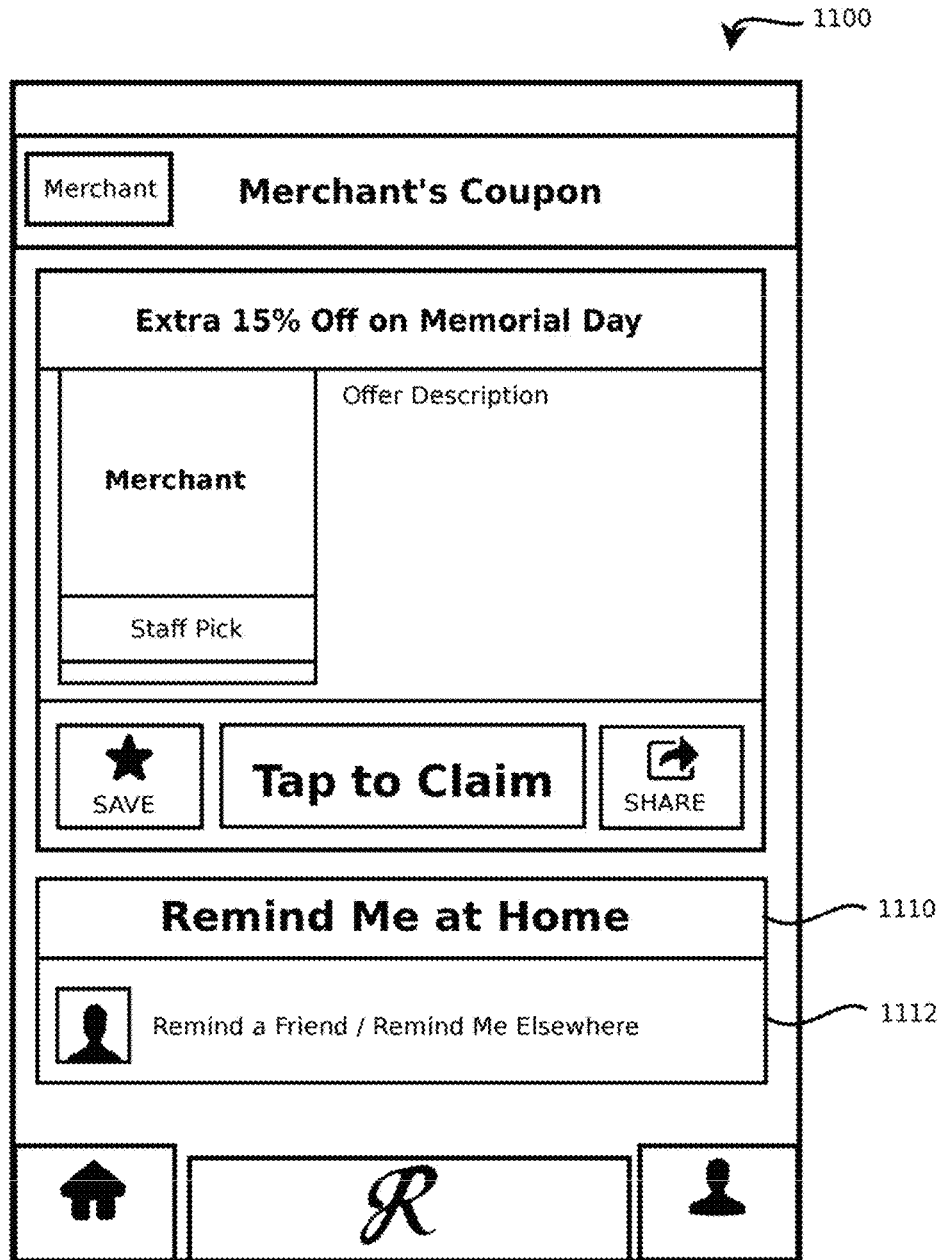 1100
Merchant
Merchant's Coupon
Extra 15% Off on Memorial Day
Offer Description
Merchant
Staff Pick
SAVE
Tap to Claim
SHARE
Remind Me at Home
1110
Remind a Friend / Remind Me Elsewhere
1112
R